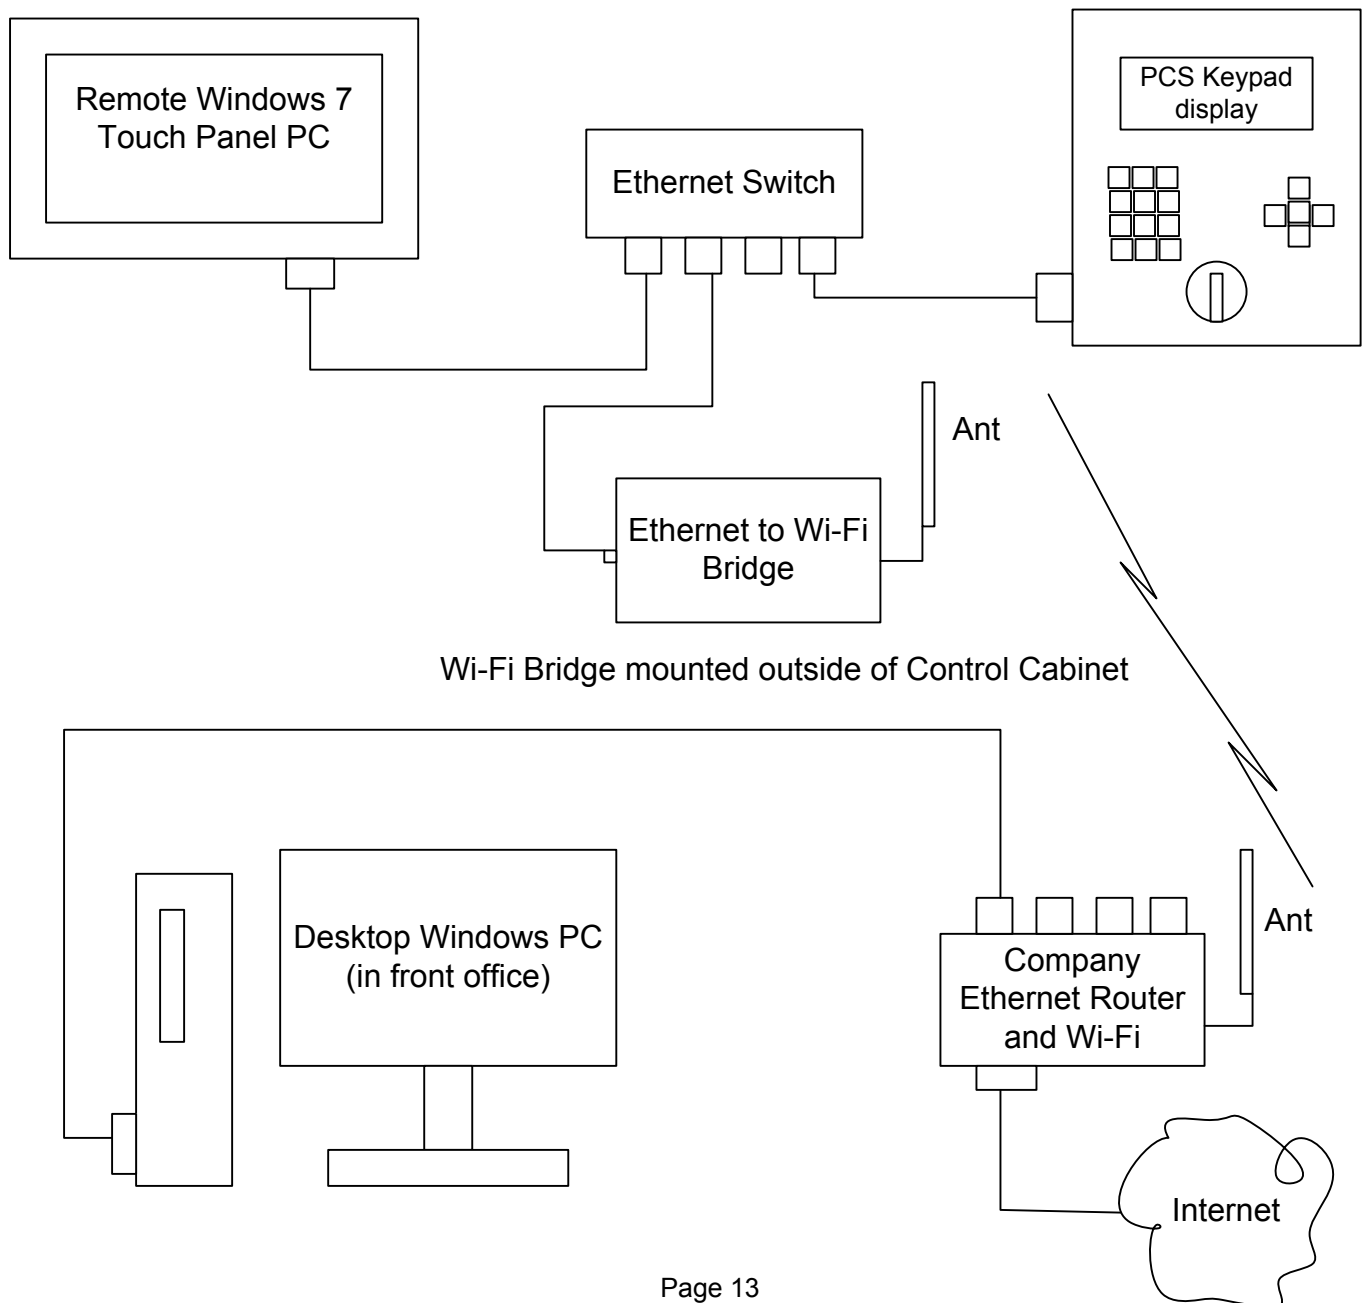 Remote Windows 7
Touch Panel PC
Ethernet Switch
PCS Keypad
display
Ant
Ethernet to Wi-Fi
Bridge
Wi-Fi Bridge mounted outside of Control Cabinet
Desktop Windows PC
(in front office)
Company
Ethernet Router
and Wi-Fi
Ant
Internet
Page 13